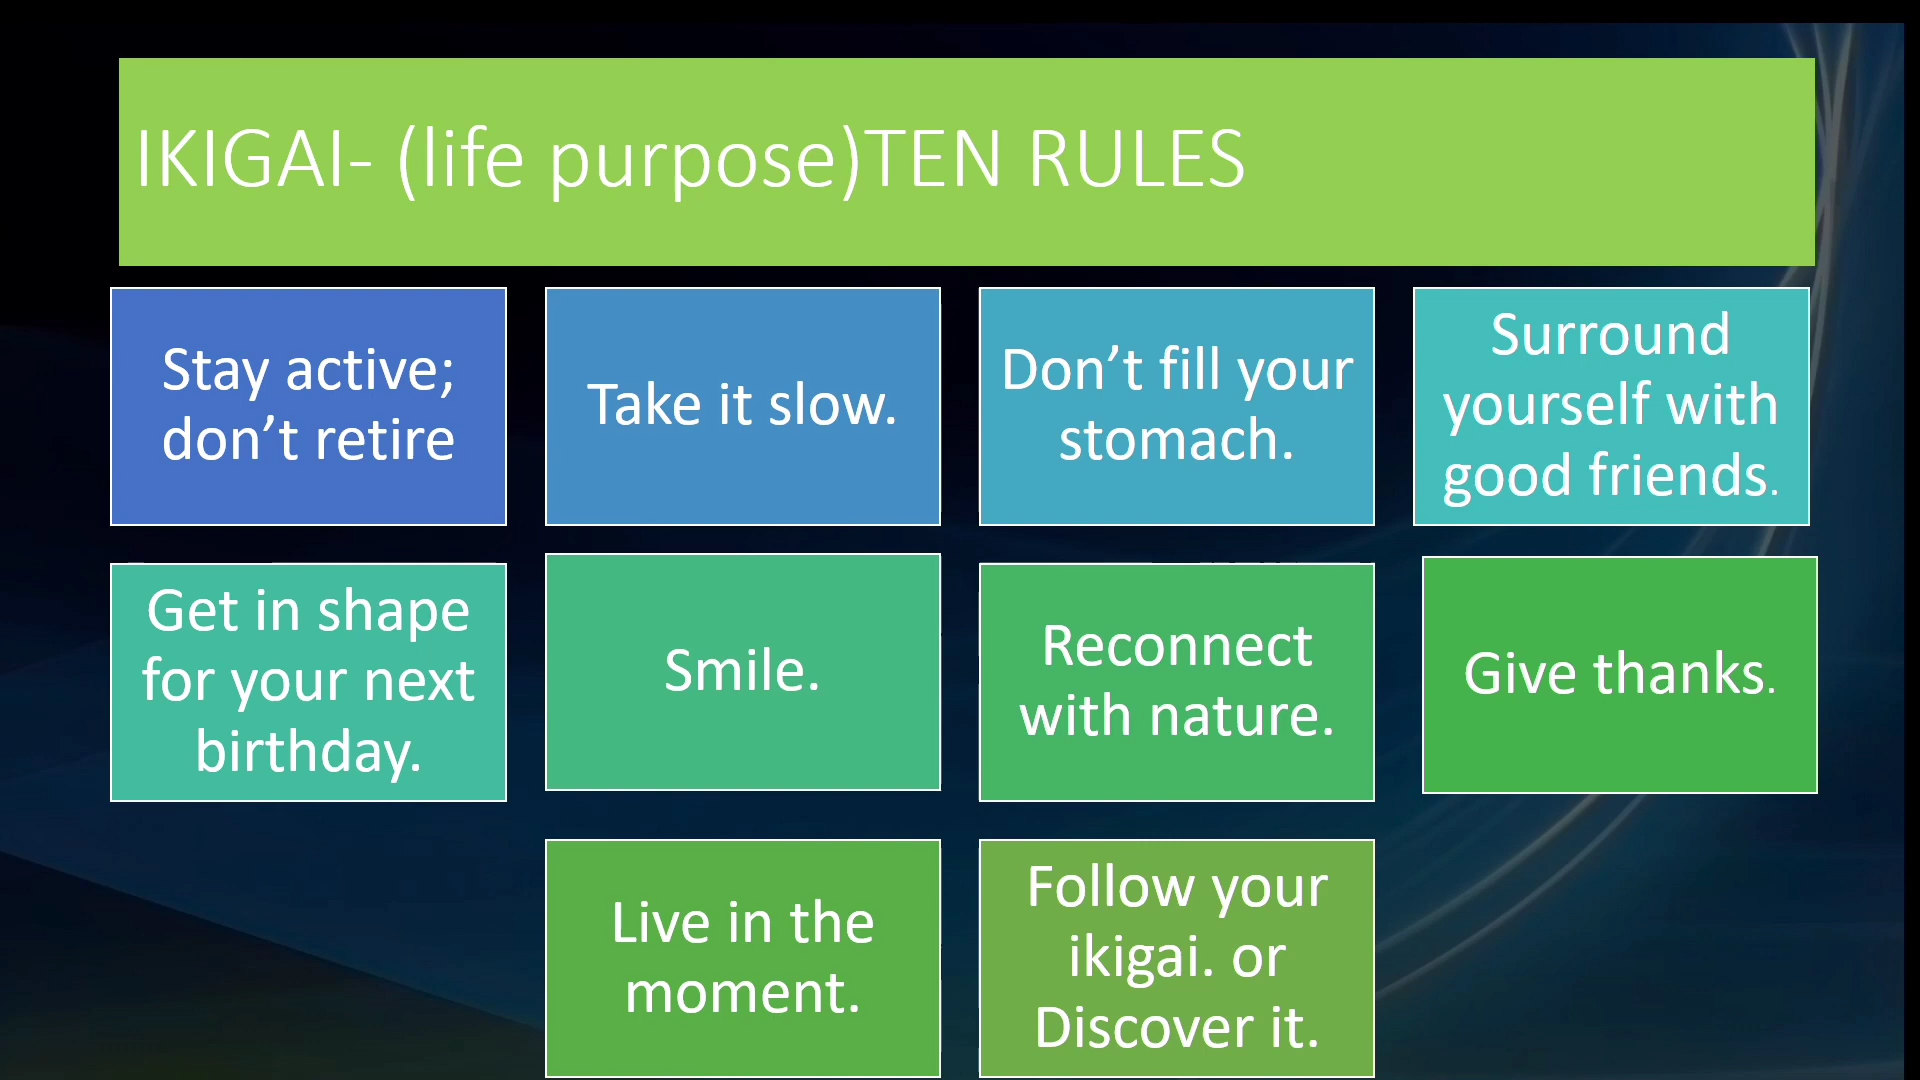 IKIGAI- (life purpose)TEN RULES
Stay active;
don’t retire
Take it slow.
Don’t fill your
stomach.
Surround
yourself with
good friends.
Get in shape
for your next
birthday.
Smile.
Reconnect
with nature.
Give thanks.
Live in the
moment.
Follow your
ikigai. or
Discover it.